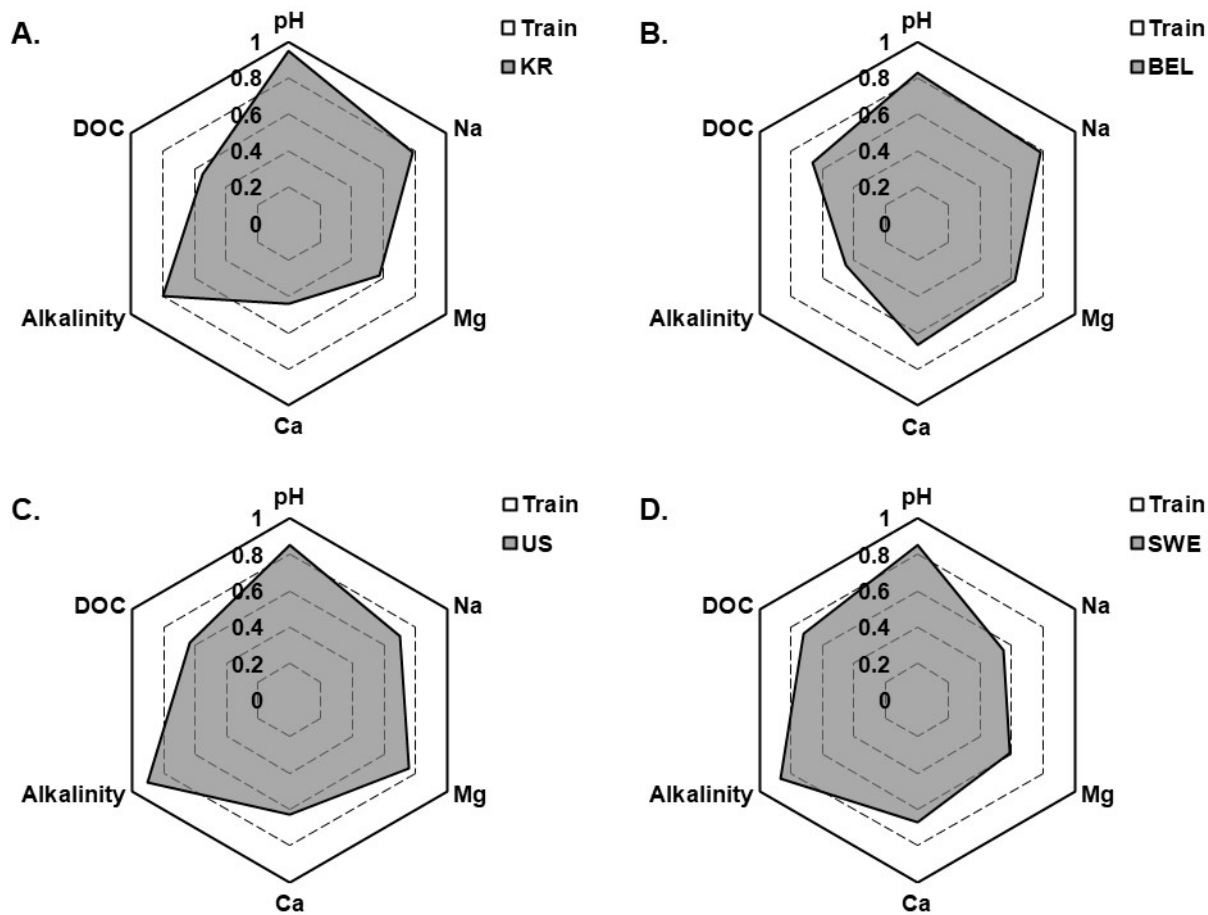 A.
pH
Train
KR
1
0.8
0.6
0.4
0.2
0
DOC
Na
Alkalinity
Mg
Ca
B.
pH
Train
BEL
1
0.8
0.6
0.4
0.2
0
DOC
Na
Alkalinity
Mg
Ca
C.
pH
Train
US
1
0.8
0.6
0.4
0.2
0
DOC
Na
Alkalinity
Mg
Ca
D.
pH
Train
SWE
1
0.8
0.6
0.4
0.2
0
DOC
Na
Alkalinity
Mg
Ca